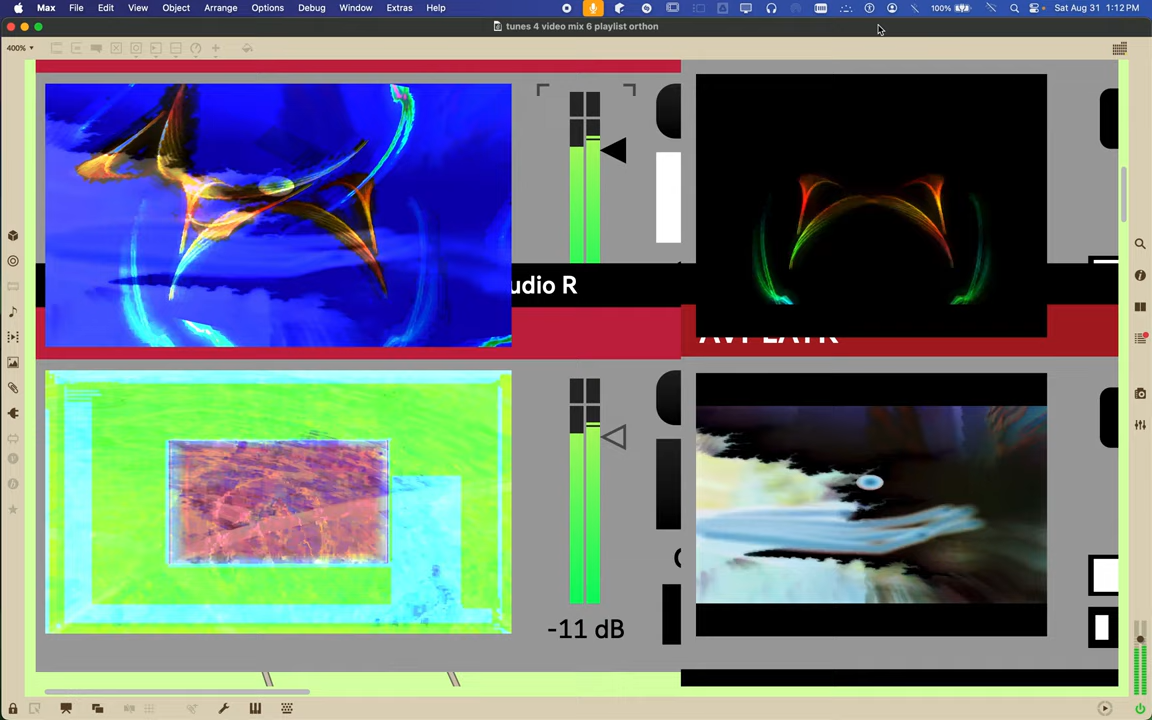 Max File Edit View Object Arrange Options Debug Window Extras Help 100% Sat Aug 31 1:12 PM
tunes 4 video mix 6 playlist orthon
400%
udio R
-11 dB